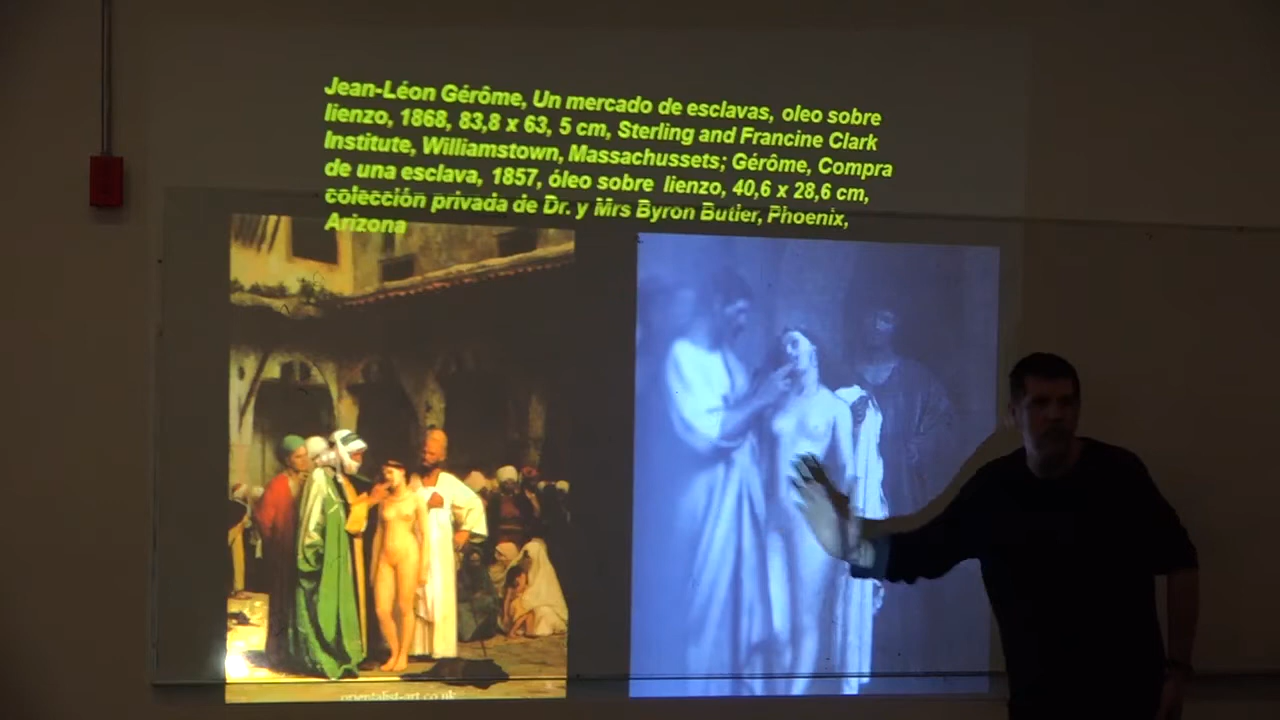 Jean-Léon Gérôme, Un mercado de esclavas, oleo sobre
lienzo, 1868, 83,8 x 63, 5 cm, Sterling and Francine Clark
Institute, Williamstown, Massachussets; Gérôme, Compra
de una esclava, 1857, óleo sobre lienzo, 40,6 x 28,6 cm,
colección privada de Dr. y Mrs Byron Butier, Phoenix,
Arizona
orientalist-art.co.uk